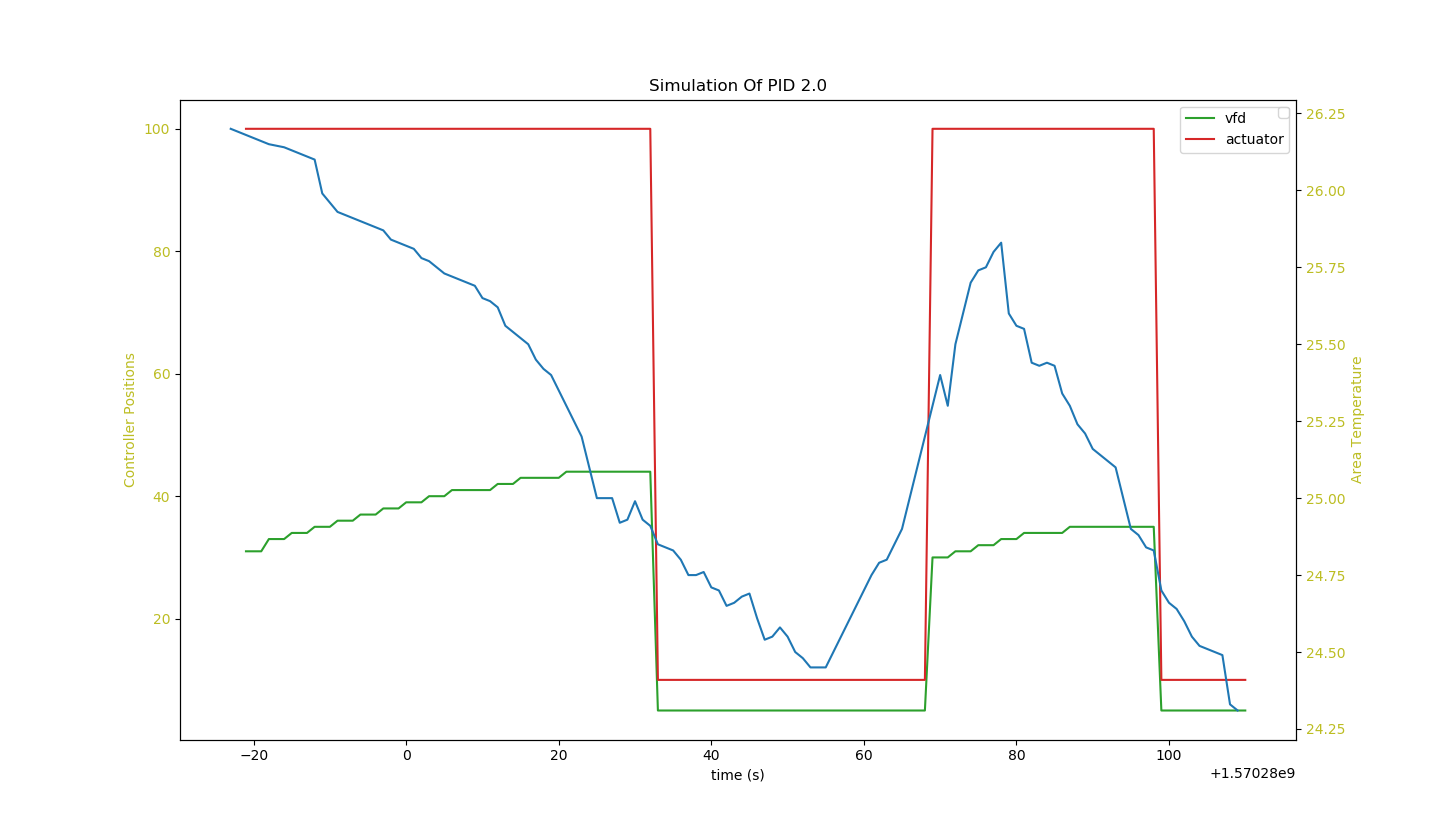 Simulation Of PID 2.0
vfd
actuator
100
80
60
40
20
Controller Positions
26.25
26.00
25.75
25.50
25.25
25.00
24.75
24.50
24.25
Area Temperature
−20 0 20 40 60 80 100
time (s)
+1.57028e9